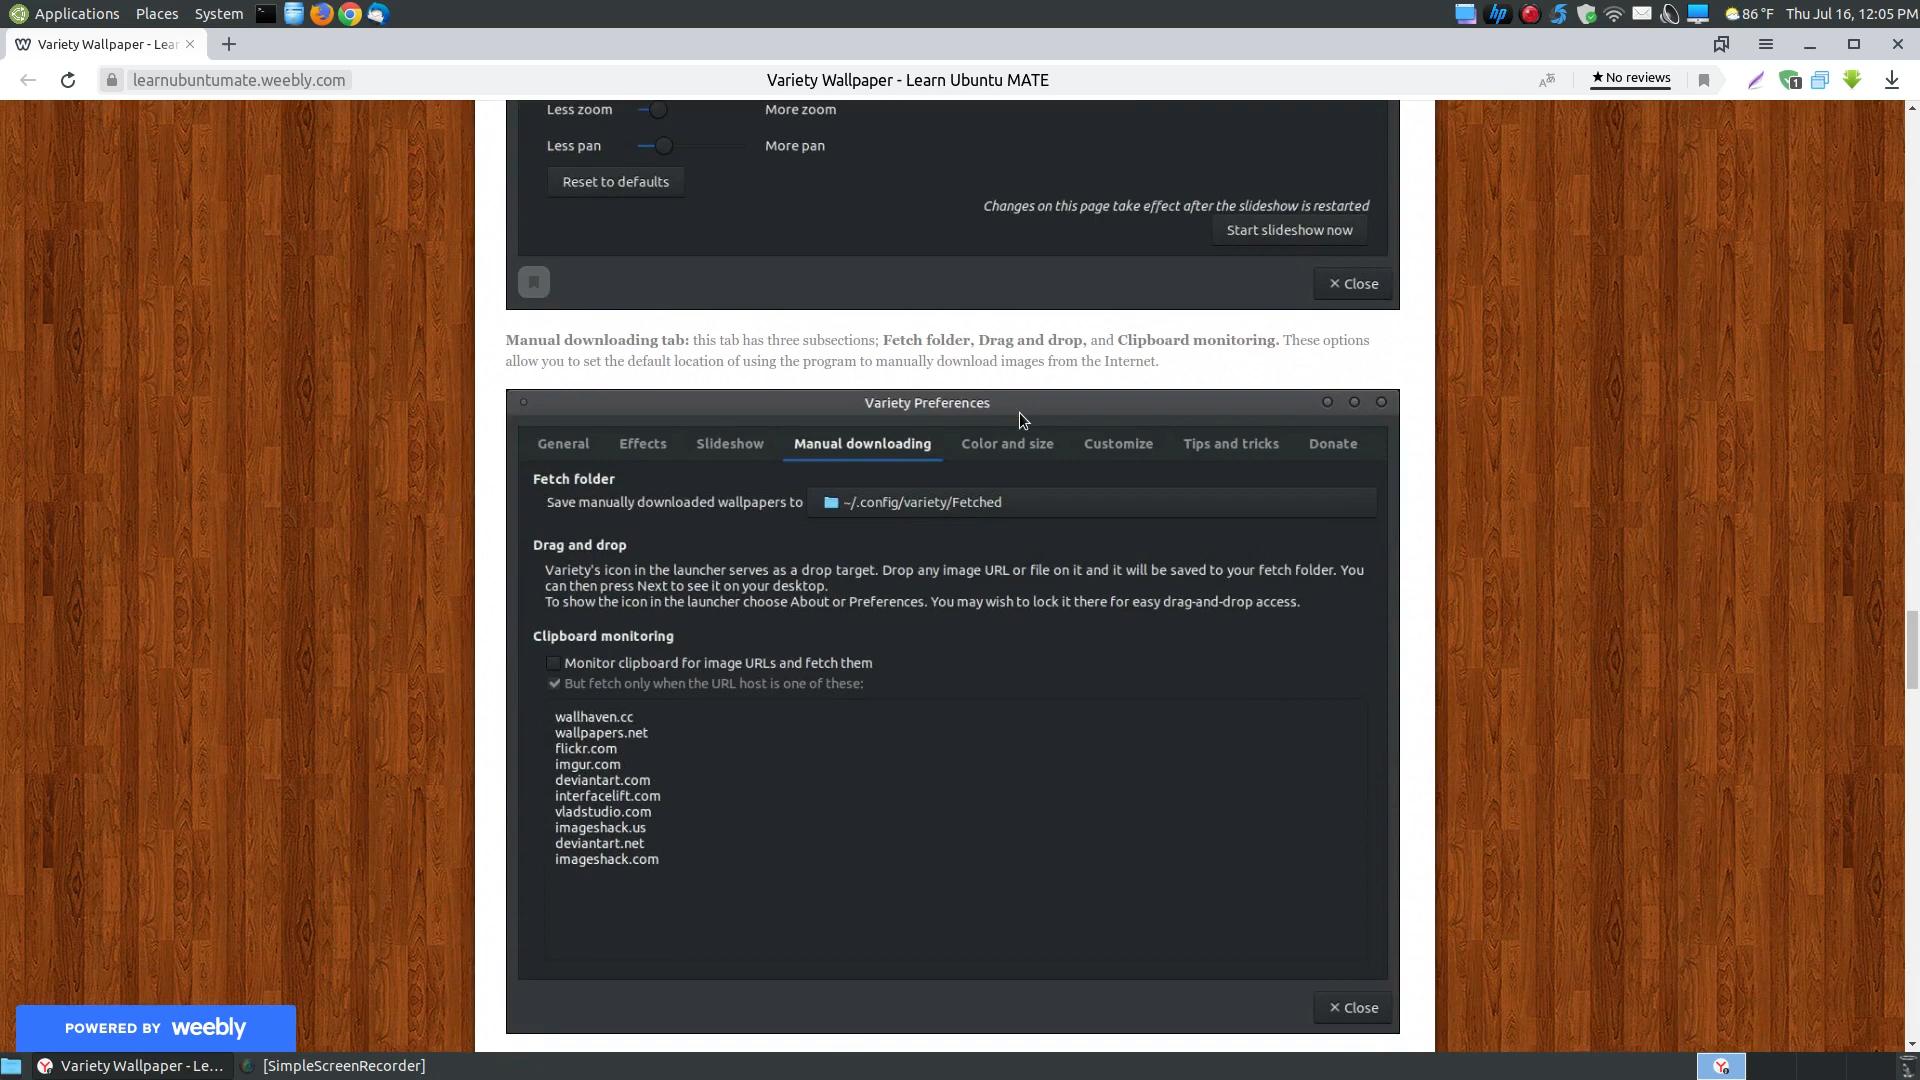 Applications Places System
86 °F Thu Jul 16, 12:05 PM
Variety Wallpaper - Lear
learnubuntumate.weebly.com
Variety Wallpaper - Learn Ubuntu MATE
★No reviews
1
Less zoom More zoom
Less pan More pan
Reset to defaults
Changes on this page take effect after the slideshow is restarted
Start slideshow now
Close
Manual downloading tab: this tab has three subsections; Fetch folder, Drag and drop, and Clipboard monitoring. These options
allow you to set the default location of using the program to manually download images from the Internet.
Variety Preferences
General Effects Slideshow Manual downloading Color and size Customize Tips and tricks Donate
Fetch folder
Save manually downloaded wallpapers to ~/.config/variety/Fetched
Drag and drop
Variety's icon in the launcher serves as a drop target. Drop any image URL or file on it and it will be saved to your fetch folder. You
can then press Next to see it on your desktop.
To show the icon in the launcher choose About or Preferences. You may wish to lock it there for easy drag-and-drop access.
Clipboard monitoring
Monitor clipboard for image URLs and fetch them
But fetch only when the URL host is one of these:
wallhaven.cc
wallpapers.net
flickr.com
imgur.com
deviantart.com
interfacelift.com
vladstudio.com
imageshack.us
deviantart.net
imageshack.com
Close
POWERED BY weebly
Variety Wallpaper - Le... [SimpleScreenRecorder]